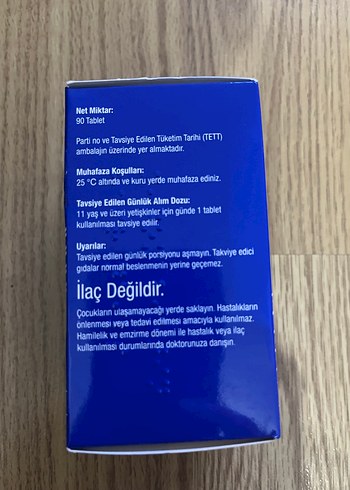 Net Miktar:
90 Tablet
Parti no ve Tavsiye Edilen Tüketim Tarihi (TETT)
ambalajın üzerinde yer almaktadır.
Muhafaza Koşulları:
25 °C altında ve kuru yerde muhafaza ediniz.
Tavsiye Edilen Günlük Alım Dozu:
11 yaş ve üzeri yetişkinler için günde 1 tablet
kullanılması tavsiye edilir.
Uyarılar:
Tavsiye edilen günlük porsiyonu aşmayın. Takviye edici
gıdalar normal beslenmenin yerine geçemez.
İlaç Değildir.
Çocukların ulaşamayacağı yerde saklayın. Hastalıkların
önlenmesi veya tedavi edilmesi amacıyla kullanılmaz.
Hamilelik ve emzirme dönemi ile hastalık veya ilaç
kullanılması durumlarında doktorunuza danışın.